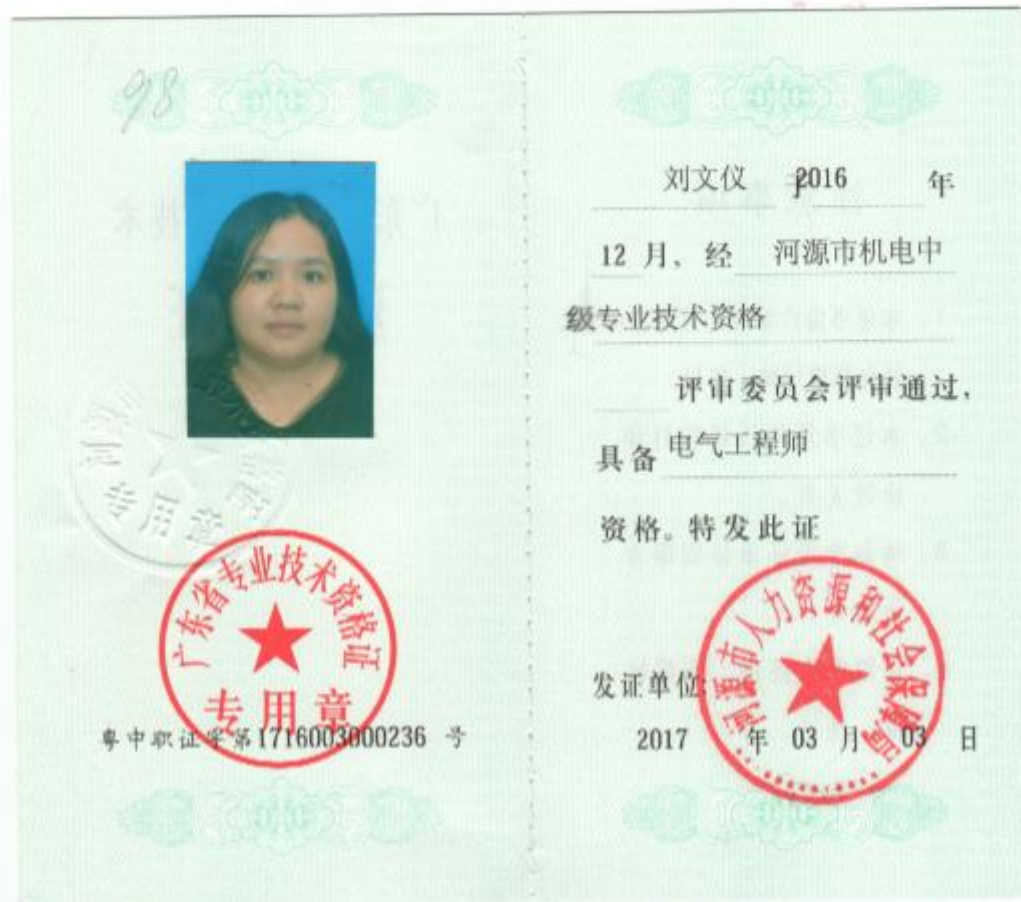 98
广东省专业技术资格证
专用章
粤中职证字第1716003000236 号
刘文仪 于2016 年
12 月、经 河源市机电中
级专业技术资格
评审委员会评审通过,
具备 电气工程师
资格。特发此证
河源市人力资源和社会保障局
发证单位:
2017 年 03 月 03 日